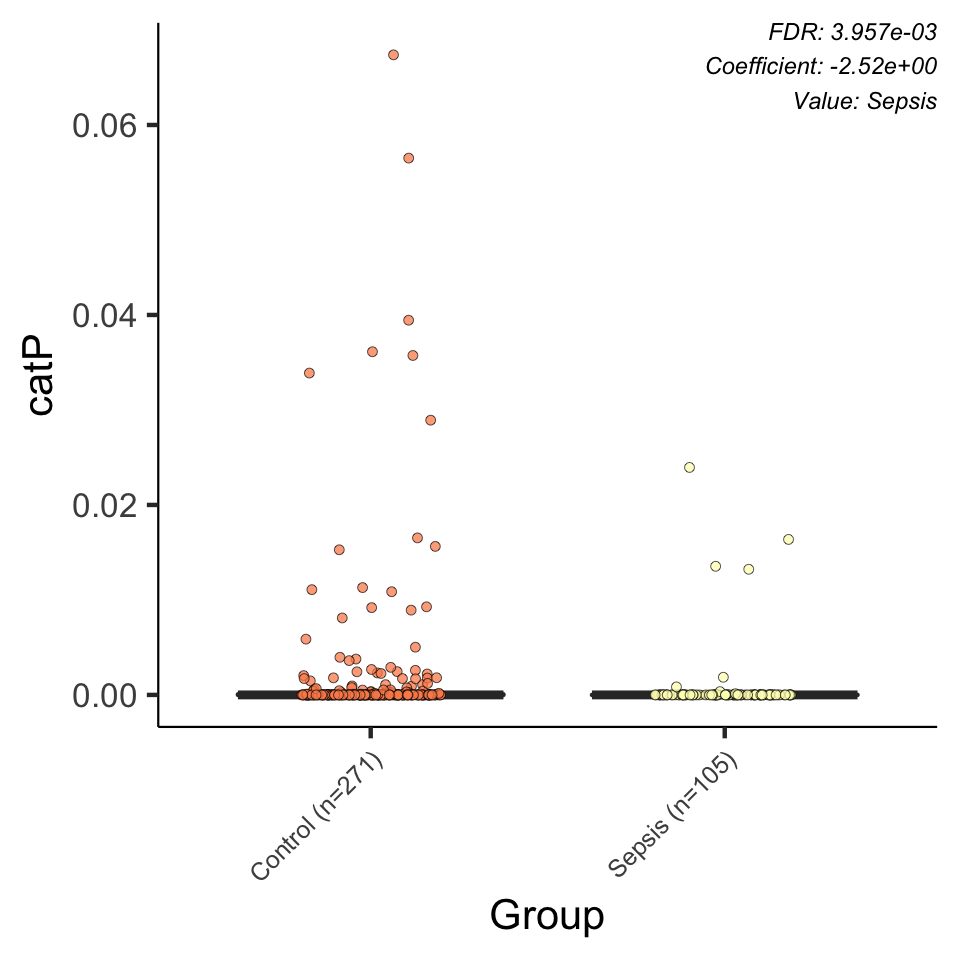 FDR: 3.957e-03
Coefficient: -2.52e+00
Value: Sepsis
catP
0.06
0.04
0.02
0.00
Control (n=271)
Sepsis (n=105)
Group